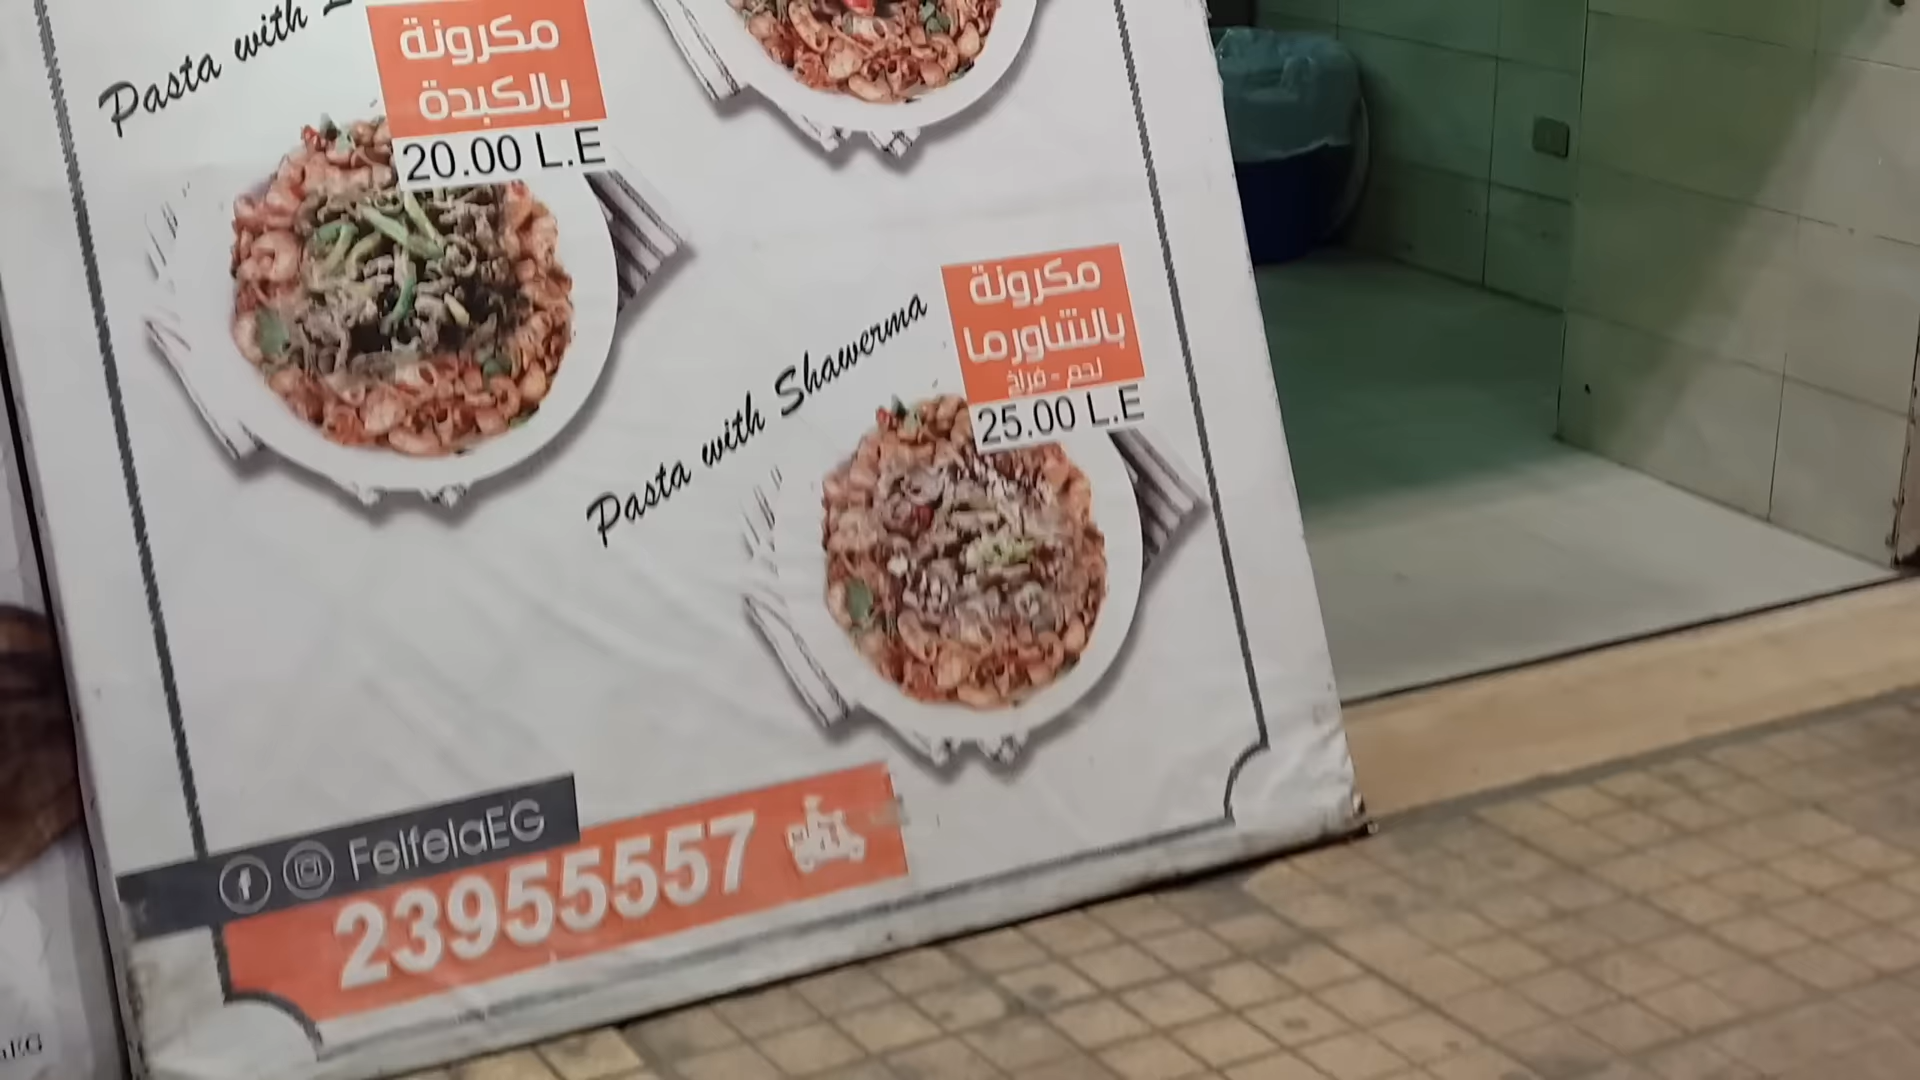 Pasta with
مكرونة
بالكبدة
20.00 L.E
Pasta with Shawerma
مكرونة
بالشاورما
لحم - فراخ
25.00 L.E
FelfelaEG
23955557